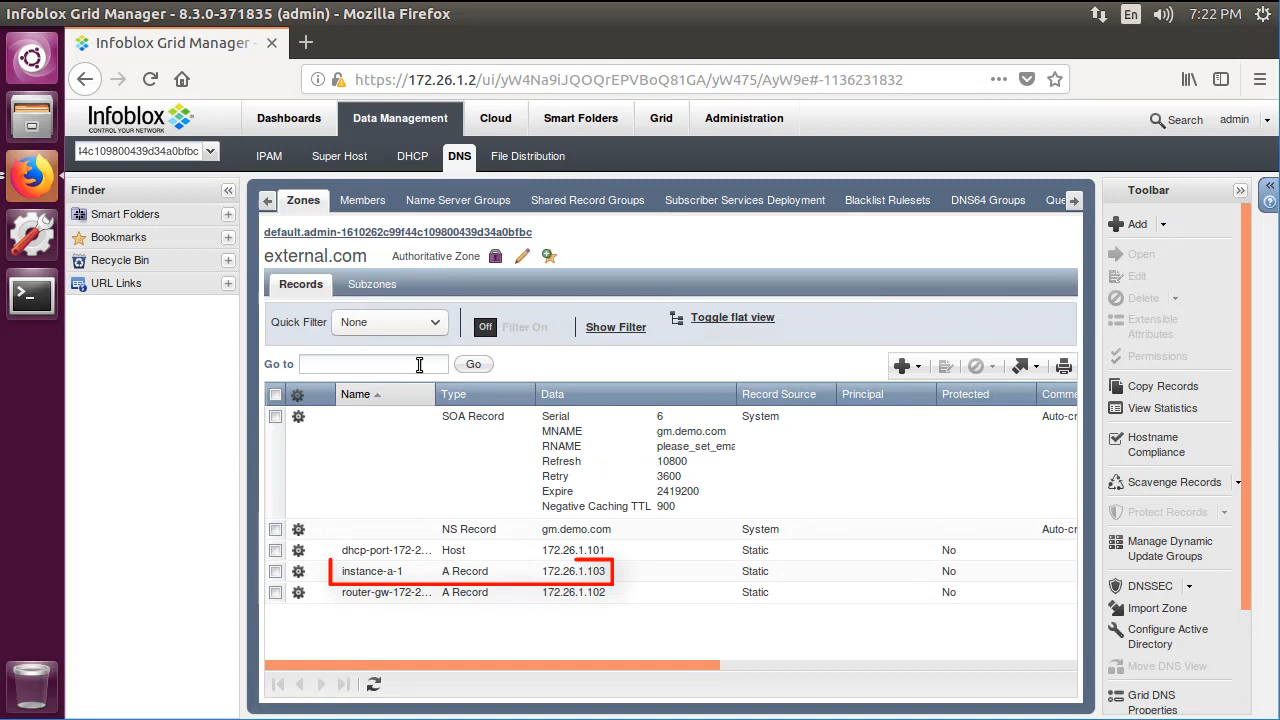 Infoblox Grid Manager - 8.3.0-371835 (admin) - Mozilla Firefox
En
7:22 PM
Infoblox Grid Manager -
https://172.26.1.2/ui/yW4Na9iJQOQrEPVBoQ81GA/yW475/AyW9e#-1136231832
Infoblox
CONTROL YOUR NETWORK
Dashboards
Data Management
Cloud
Smart Folders
Grid
Administration
Search
admin
44c109800439d34a0bfbc
IPAM
Super Host
DHCP
DNS
File Distribution
Finder
Smart Folders
Bookmarks
Recycle Bin
URL Links
Zones
Members
Name Server Groups
Shared Record Groups
Subscriber Services Deployment
Blacklist Rulesets
DNS64 Groups
Que
default.admin-1610262c99f44c109800439d34a0bfbc
external.com
Authoritative Zone
Records
Subzones
Quick Filter
None
Off
Filter On
Show Filter
Toggle flat view
Go to
Go
Name
Type
Data
Record Source
Principal
Protected
Comme
SOA Record
Serial 6
System
Auto-cr
MNAME gm.demo.com
RNAME please_set_ema
Refresh 10800
Retry 3600
Expire 2419200
Negative Caching TTL 900
NS Record gm.demo.com System Auto-cr
dhcp-port-172-2... Host 172.26.1.101 Static No
instance-a-1 A Record 172.26.1.103 Static No
router-gw-172-2... A Record 172.26.1.102 Static No
Toolbar
Add
Open
Edit
Delete
Extensible
Attributes
Permissions
Copy Records
View Statistics
Hostname
Compliance
Scavenge Records
Protect Records
Manage Dynamic
Update Groups
DNSSEC
Import Zone
Configure Active
Directory
Move DNS View
Grid DNS
Properties